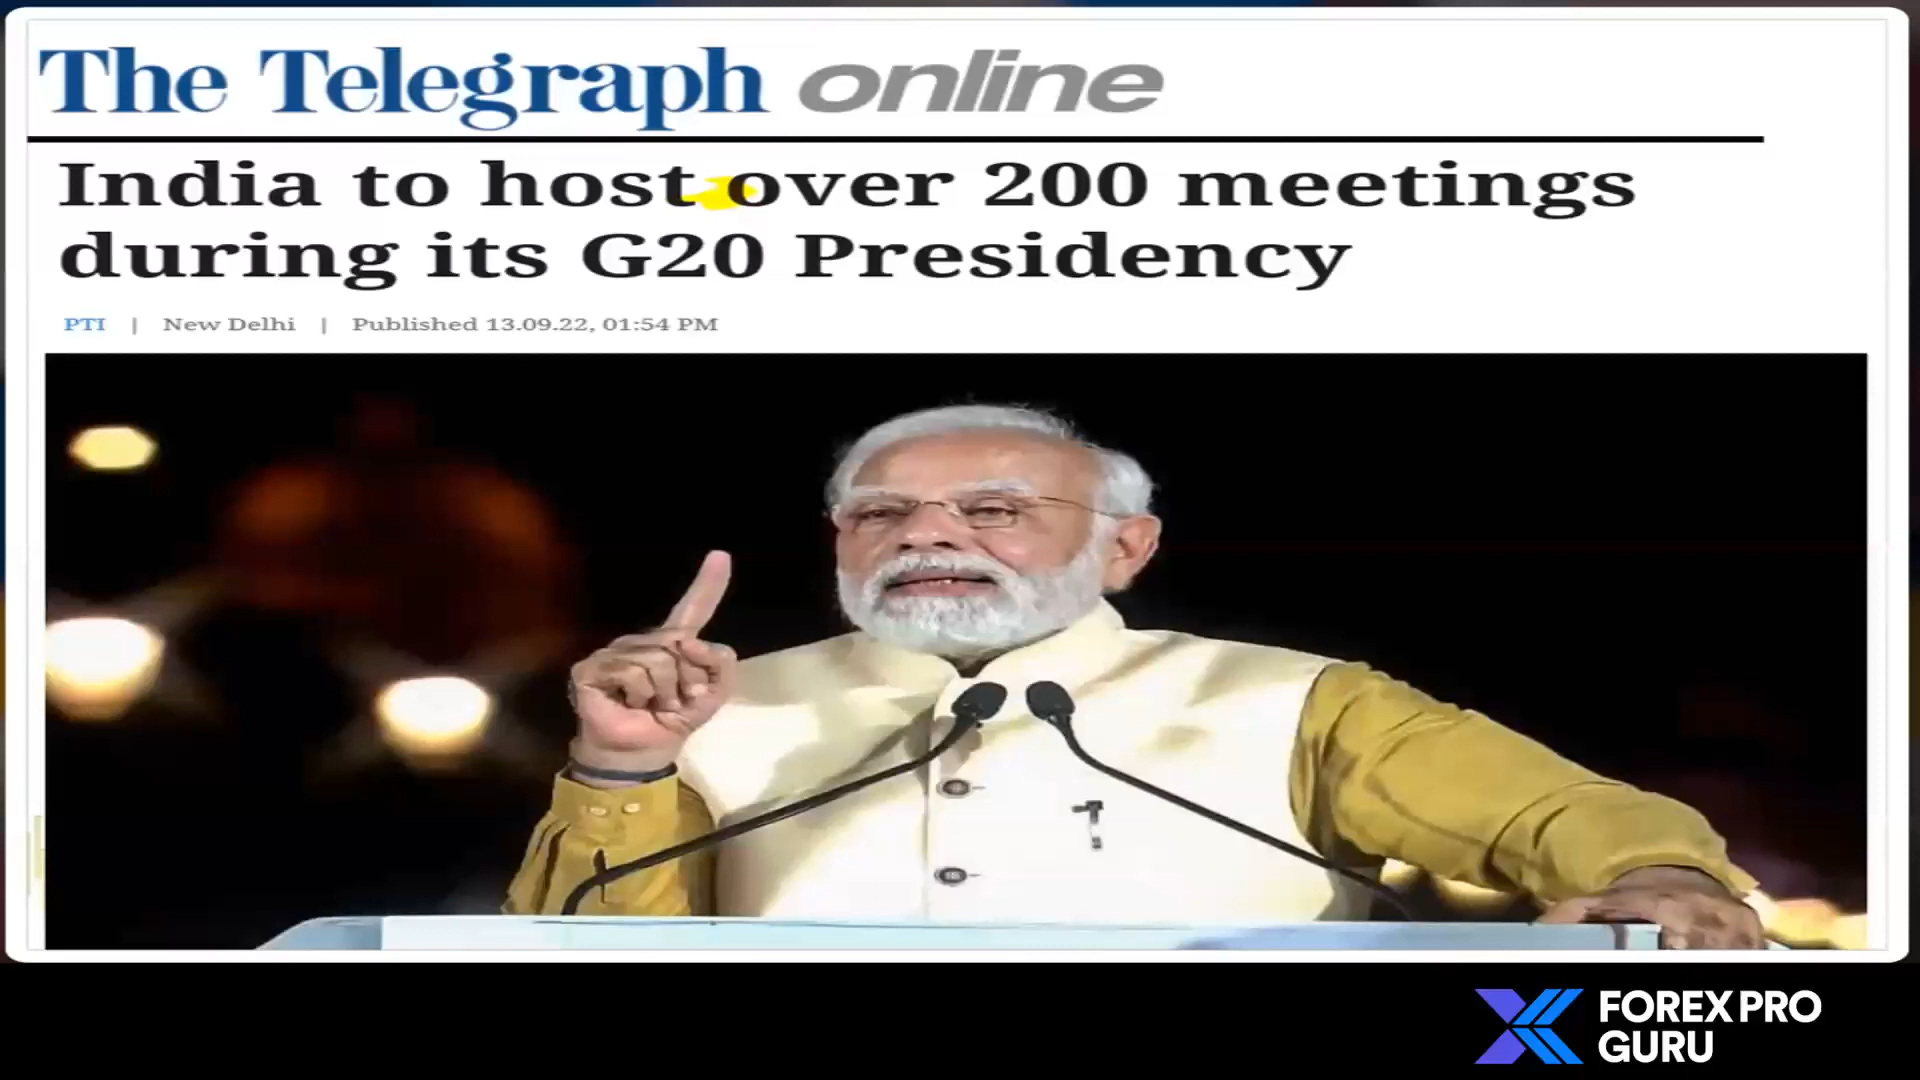 The Telegraph online
India to host over 200 meetings
during its G20 Presidency
PTI | New Delhi | Published 13.09.22, 01:54 PM
FOREX PRO
GURU